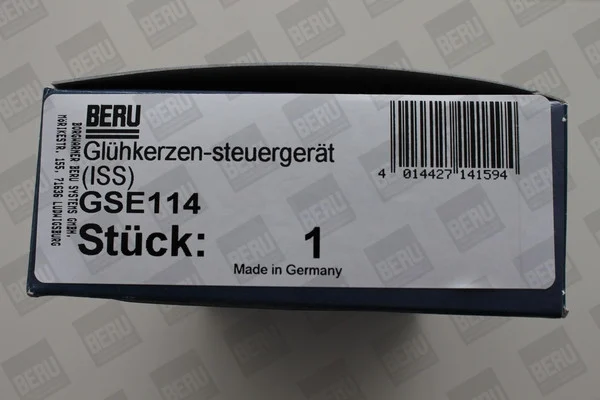 BERU
BORGWARNER BERU SYSTEMS GMBH,
MÖRIKESTR. 155, 71636 LUDWIGSBURG
Glühkerzen-steuergerät
(ISS)
GSE114
Stück: 1
Made in Germany
4 014427 141594